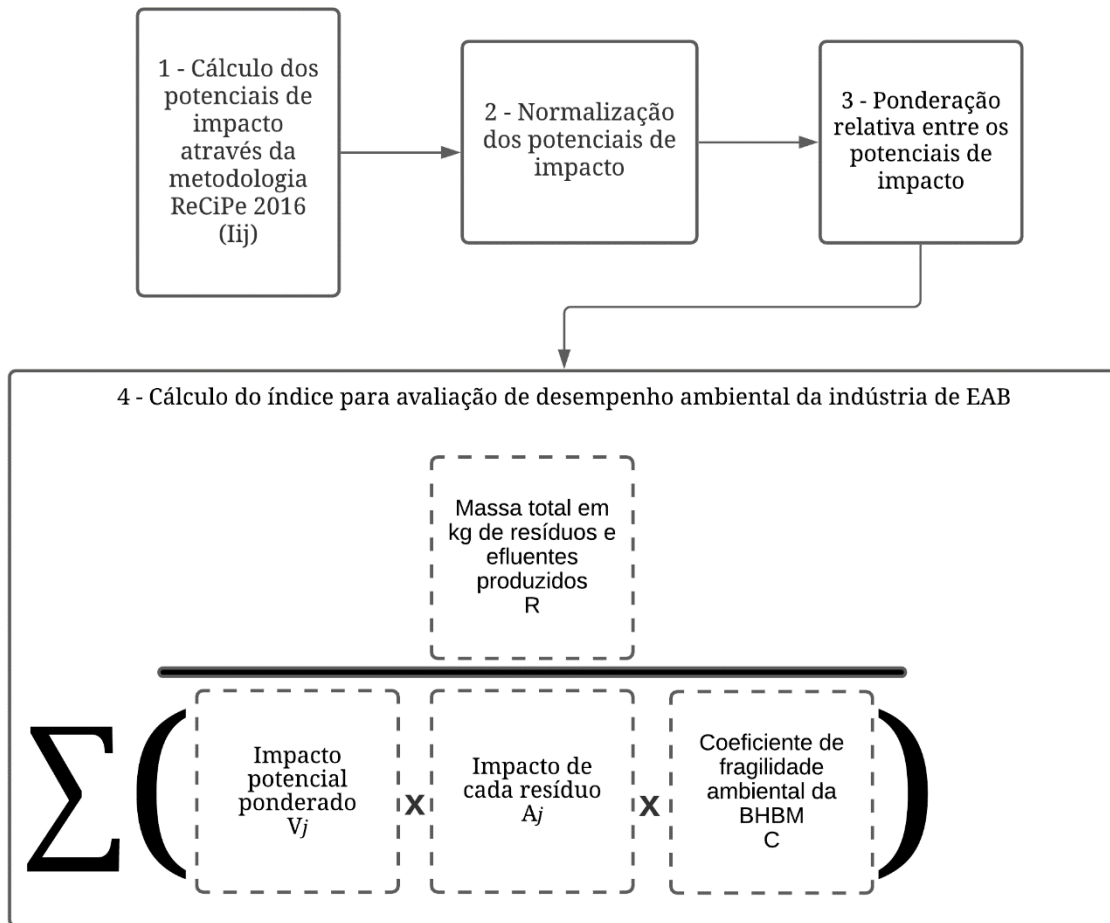 1 - Cálculo dos
potenciais de
impacto
através da
metodologia
ReCiPe 2016
(Iij)
2 - Normalização
dos potenciais de
impacto
3 - Ponderação
relativa entre os
potenciais de
impacto
4 - Cálculo do índice para avaliação de desempenho ambiental da indústria de EAB
Massa total em
kg de resíduos e
efluentes
produzidos
R
∑(
Impacto
potencial
ponderado
Vj
x
Impacto de
cada resíduo
Aj
x
Coeficiente de
fragilidade
ambiental da
BHBM
C
)